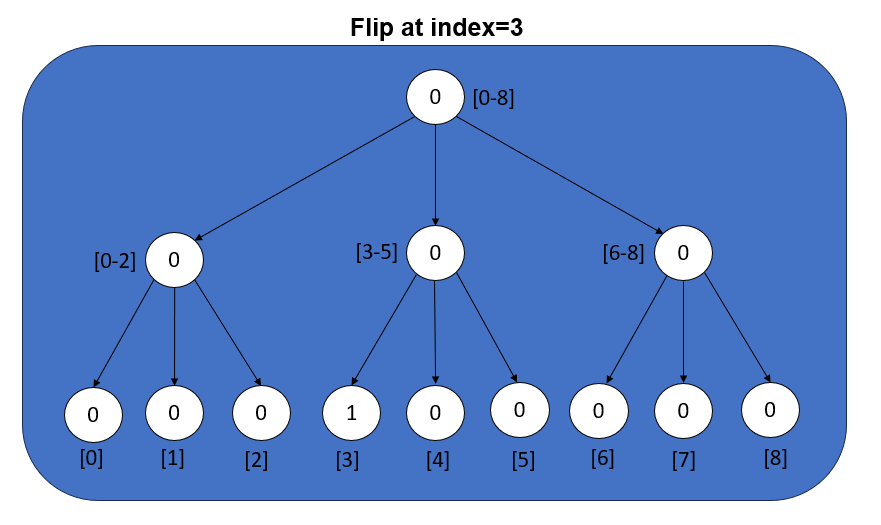 Flip at index=3
0 [0-8]
[0-2] 0 [3-5] 0 [6-8] 0
0 0 0 1 0 0 0 0 0
[0] [1] [2] [3] [4] [5] [6] [7] [8]